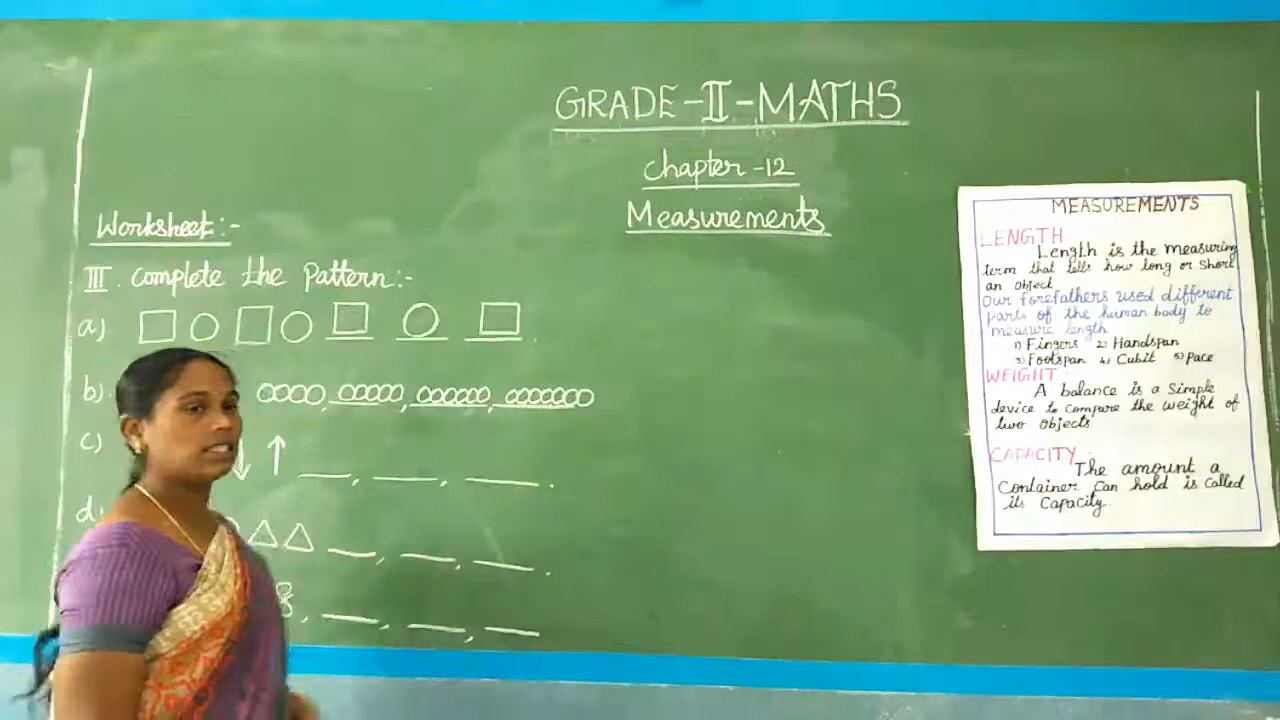 GRADE-II-MATHS
Chapter -12
Measurements
Worksheet:-
III. Complete the Pattern:-
a)
b)
c)
d)
8,
MEASUREMENTS
LENGTH
Length is the measuring
term that tells how long or short
an object
Our forefathers used different
parts of the human body to
measure length
1) Fingers 2) Handspan
3) Footspan 4) Cubit 5) Pace
WEIGHT:
A balance is a simple
device to compare the weight of
two objects
CAPACITY
The amount a
Container can hold is called
its Capacity.